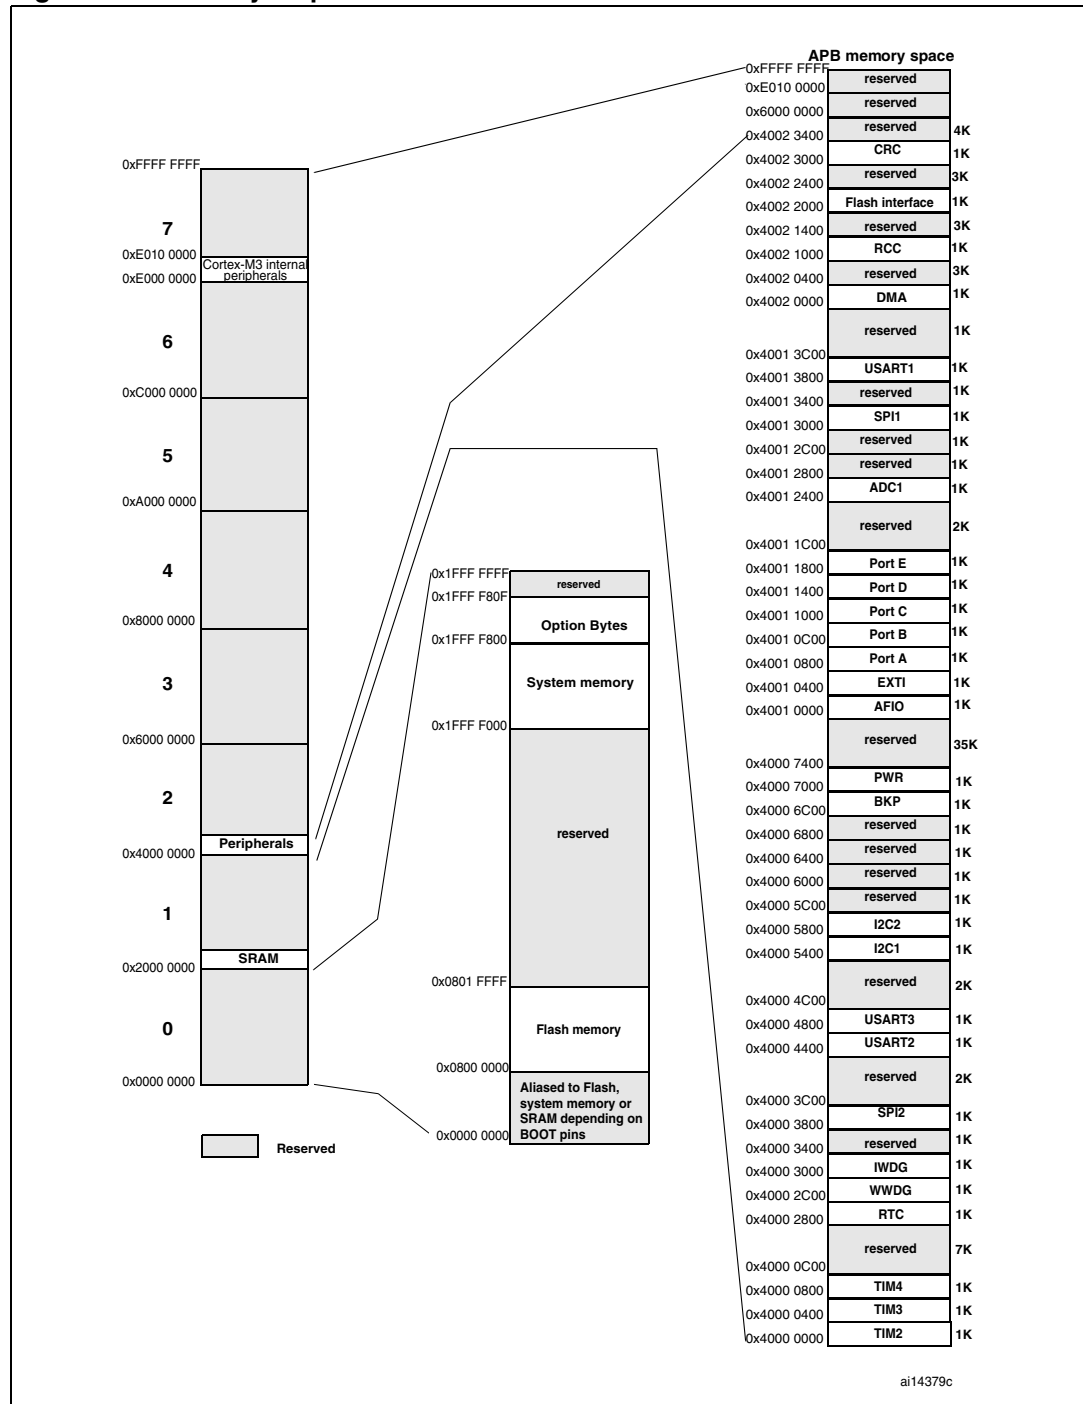 APB memory space
0xFFFF FFFF
reserved
0xE010 0000
reserved
0x6000 0000
reserved 4K
0x4002 3400
CRC 1K
0x4002 3000
reserved 3K
0x4002 2400
Flash interface 1K
0x4002 2000
reserved 3K
0x4002 1400
RCC 1K
0x4002 1000
reserved 3K
0x4002 0400
DMA 1K
0x4002 0000
reserved 1K
0x4001 3C00
USART1 1K
0x4001 3800
reserved 1K
0x4001 3400
SPI1 1K
0x4001 3000
reserved 1K
0x4001 2C00
reserved 1K
0x4001 2800
ADC1 1K
0x4001 2400
reserved 2K
0x4001 1C00
Port E 1K
0x4001 1800
Port D 1K
0x4001 1400
Port C 1K
0x4001 1000
Port B 1K
0x4001 0C00
Port A 1K
0x4001 0800
EXTI 1K
0x4001 0400
AFIO 1K
0x4001 0000
reserved 35K
0x4000 7400
PWR 1K
0x4000 7000
BKP 1K
0x4000 6C00
reserved 1K
0x4000 6800
reserved 1K
0x4000 6400
reserved 1K
0x4000 6000
reserved 1K
0x4000 5C00
I2C2 1K
0x4000 5800
I2C1 1K
0x4000 5400
reserved 2K
0x4000 4C00
USART3 1K
0x4000 4800
USART2 1K
0x4000 4400
reserved 2K
0x4000 3C00
SPI2 1K
0x4000 3800
reserved 1K
0x4000 3400
IWDG 1K
0x4000 3000
WWDG 1K
0x4000 2C00
RTC 1K
0x4000 2800
reserved 7K
0x4000 0C00
TIM4 1K
0x4000 0800
TIM3 1K
0x4000 0400
TIM2 1K
0x4000 0000
0xFFFF FFFF
7
0xE010 0000
Cortex-M3 internal
peripherals
0xE000 0000
6
0xC000 0000
5
0xA000 0000
4
0x8000 0000
3
0x6000 0000
2
Peripherals
0x4000 0000
1
SRAM
0x2000 0000
0
0x0000 0000
Reserved
0x1FFF FFFF
reserved
0x1FFF F80F
Option Bytes
0x1FFF F800
System memory
0x1FFF F000
reserved
0x0801 FFFF
Flash memory
0x0800 0000
Aliased to Flash,
system memory or
SRAM depending on
BOOT pins
0x0000 0000
ai14379c